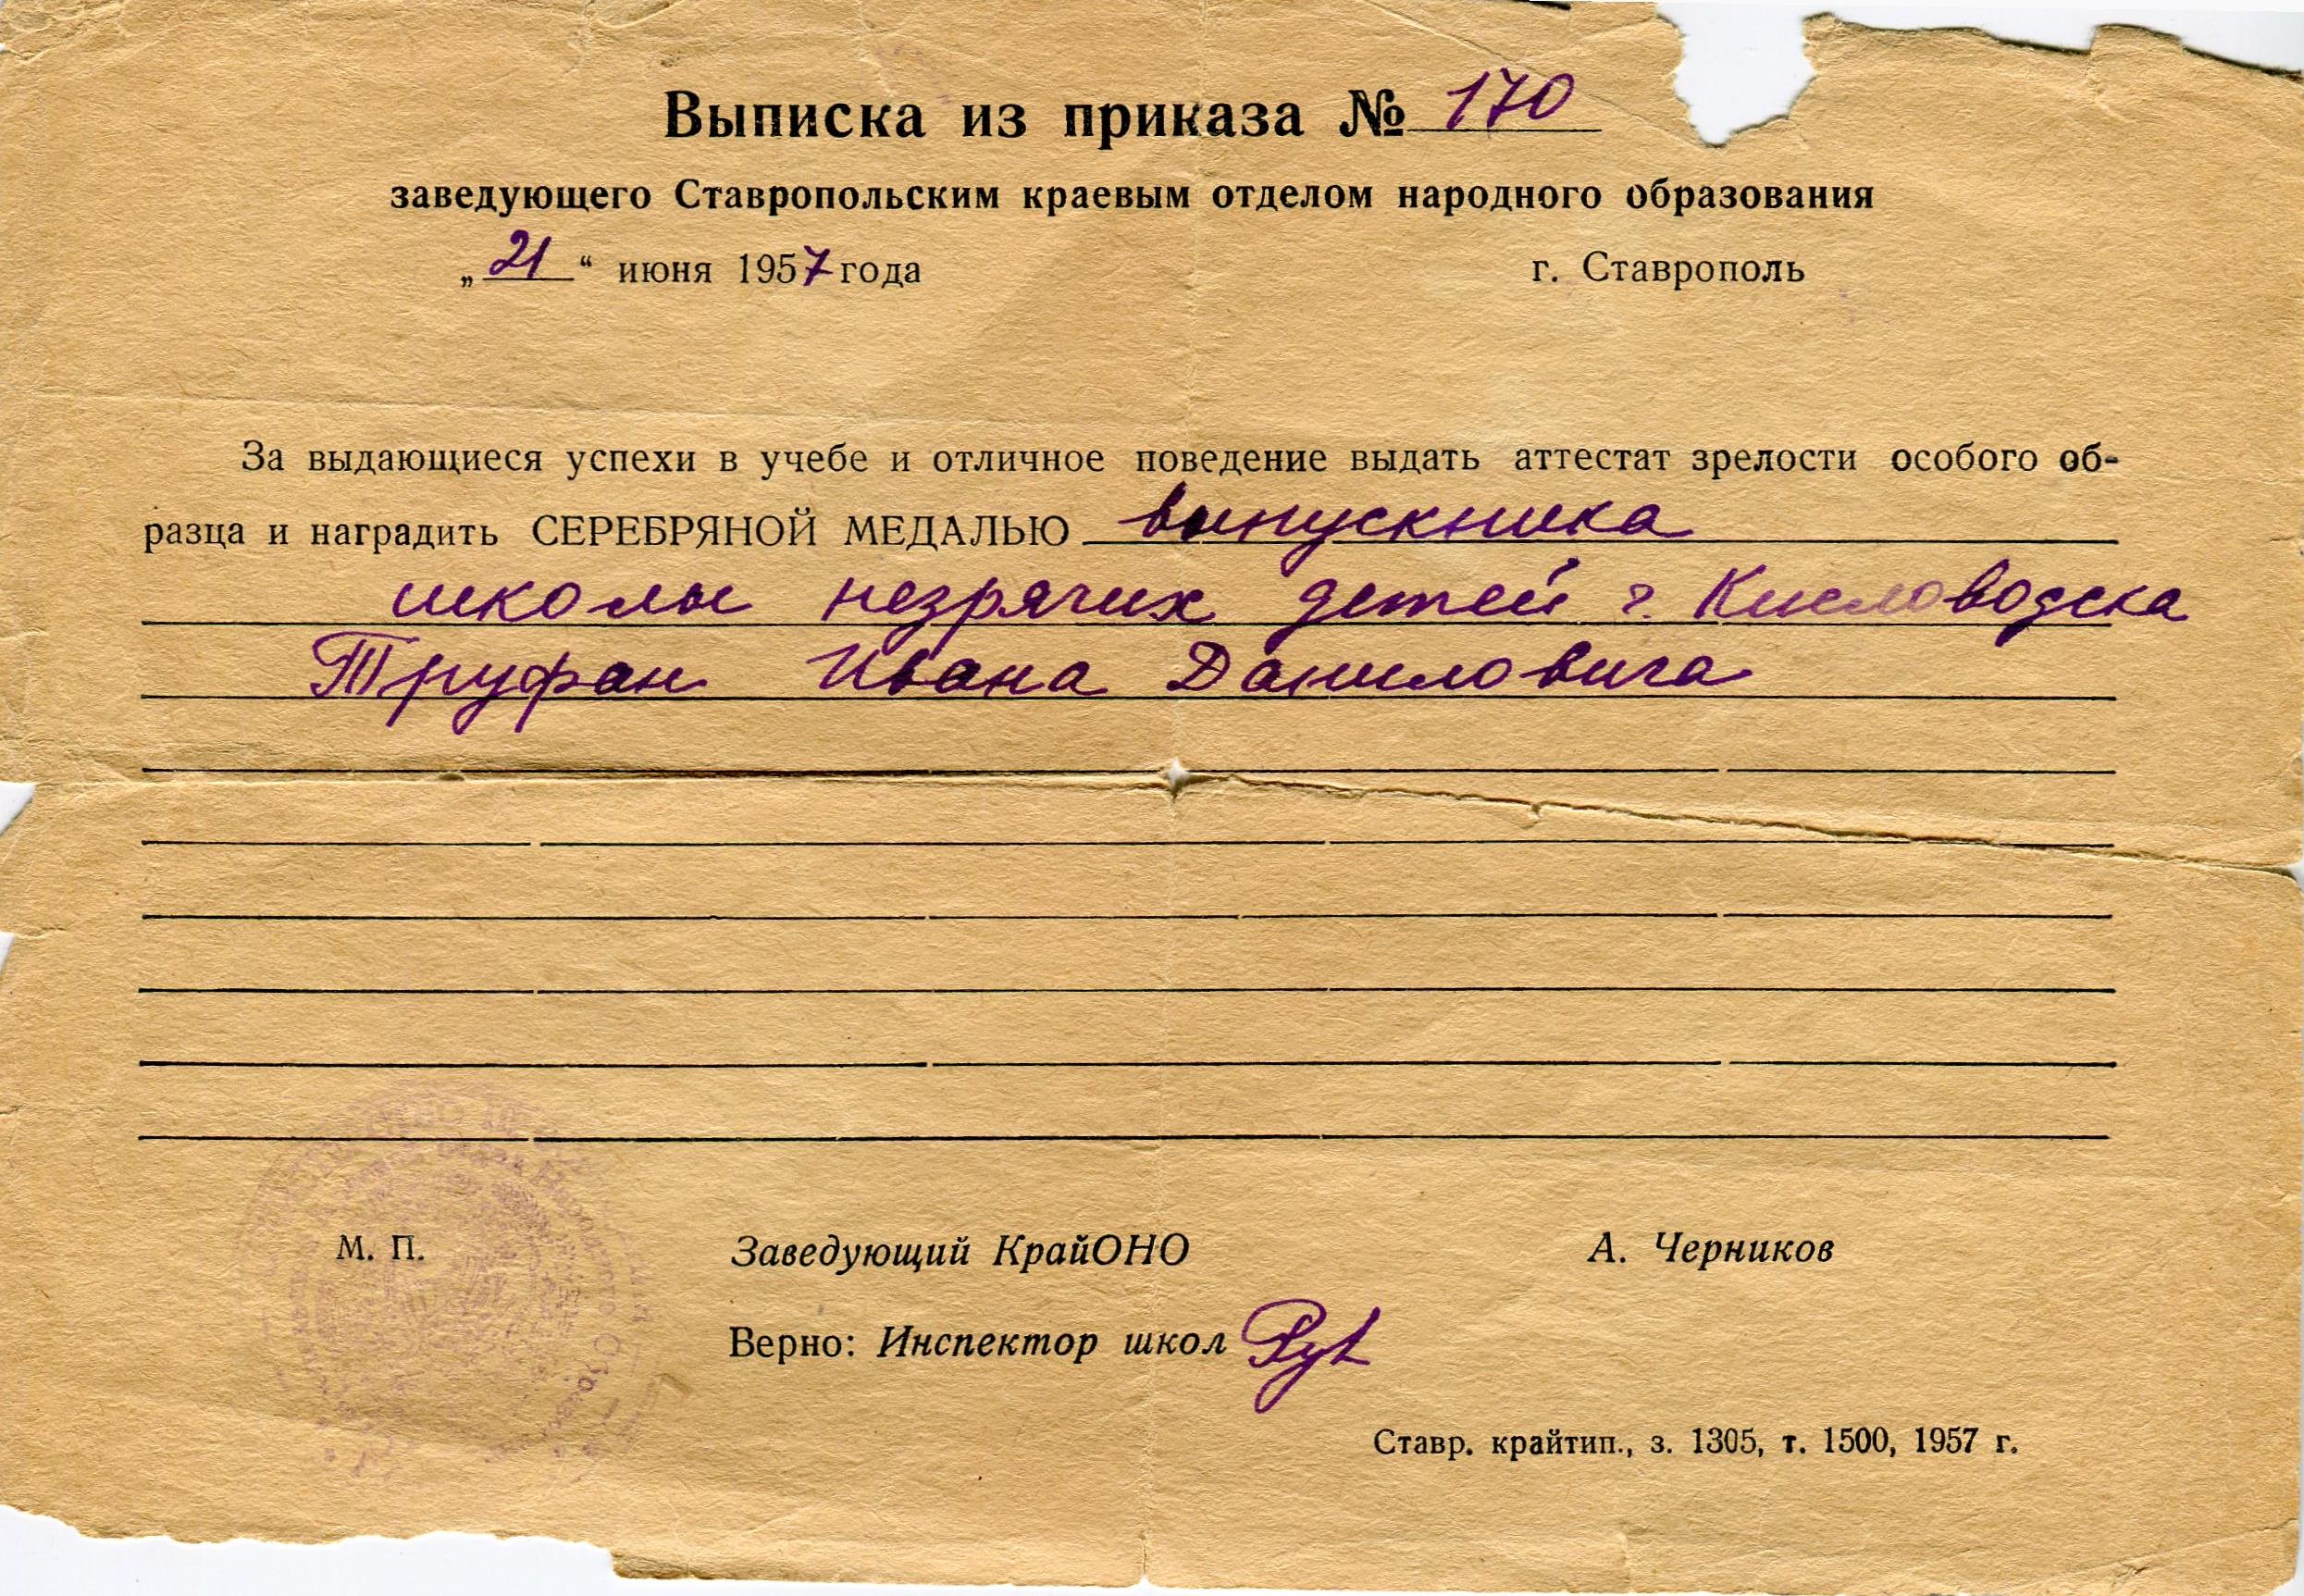 Выписка из приказа № 170
заведующего Ставропольским краевым отделом народного образования
„21“ июня 1957 года г. Ставрополь
За выдающиеся успехи в учебе и отличное поведение выдать аттестат зрелости особого об-
разца и наградить СЕРЕБРЯНОЙ МЕДАЛЬЮ выпускника
школы незрячих детей г. Кисловодска
Труфан Ивана Даниловича
М. П. Заведующий КрайОНО А. Черников
Верно: Инспектор школ
Ставр. крайтип., з. 1305, т. 1500, 1957 г.